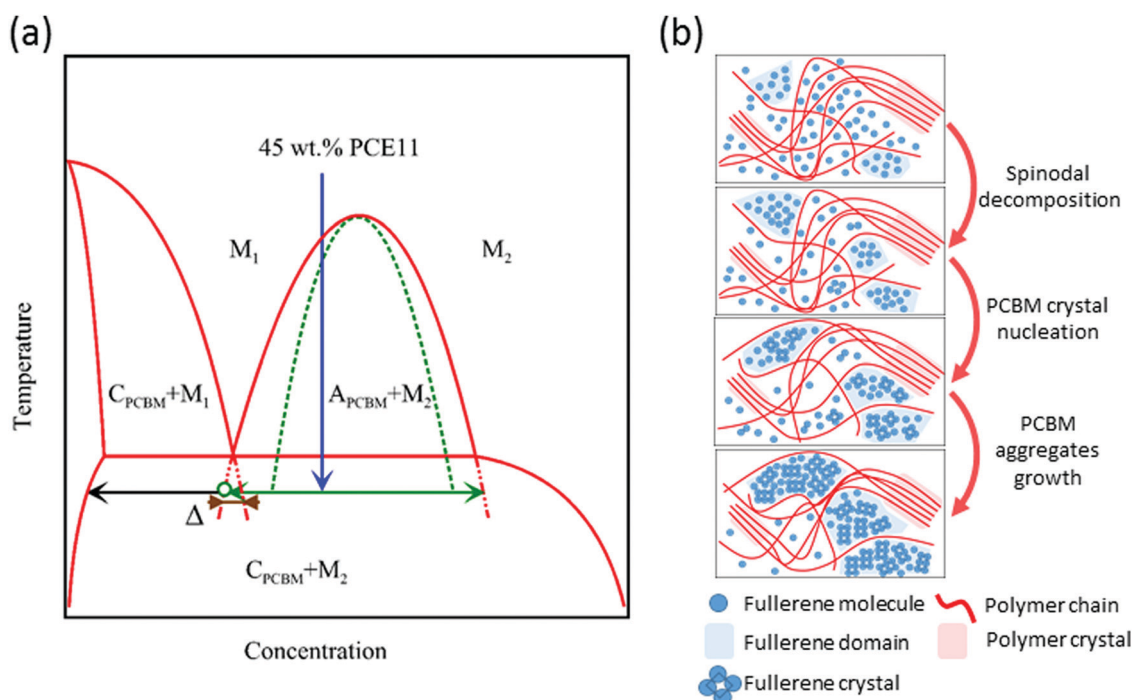 (a)
45 wt.% PCE11
M1
M2
CPCBM+M1
APCBM+M2
Δ
CPCBM+M2
Temperature
Concentration
(b)
Spinodal
decomposition
PCBM crystal
nucleation
PCBM
aggregates
growth
Fullerene molecule
Polymer chain
Fullerene domain
Polymer crystal
Fullerene crystal